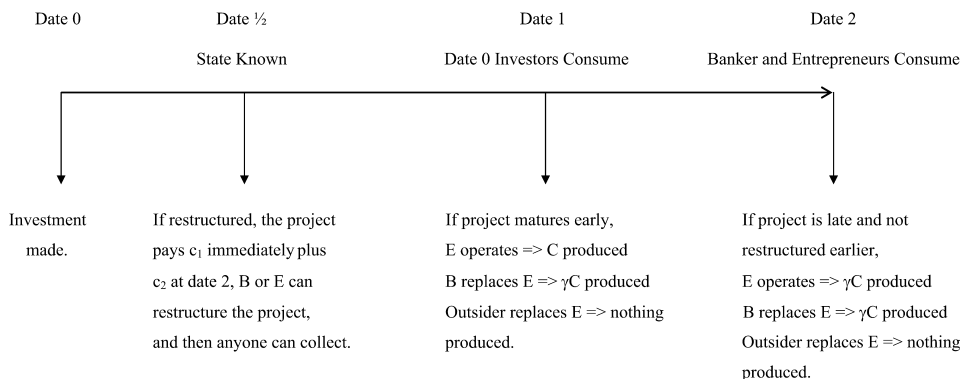 Date 0
Date ½
Date 1
Date 2
State Known
Date 0 Investors Consume
Banker and Entrepreneurs Consume
Investment
made.
If restructured, the project
pays c₁ immediately plus
c₂ at date 2, B or E can
restructure the project,
and then anyone can collect.
If project matures early,
E operates => C produced
B replaces E => γC produced
Outsider replaces E => nothing
produced.
If project is late and not
restructured earlier,
E operates => γC produced
B replaces E => γC produced
Outsider replaces E => nothing
produced.